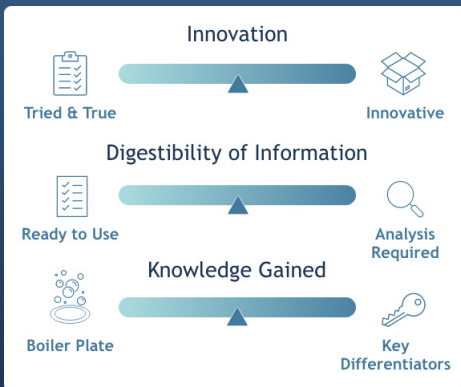 Innovation
Tried & True
Innovative
Digestibility of Information
Ready to Use
Analysis
Required
Knowledge Gained
Boiler Plate
Key
Differentiators